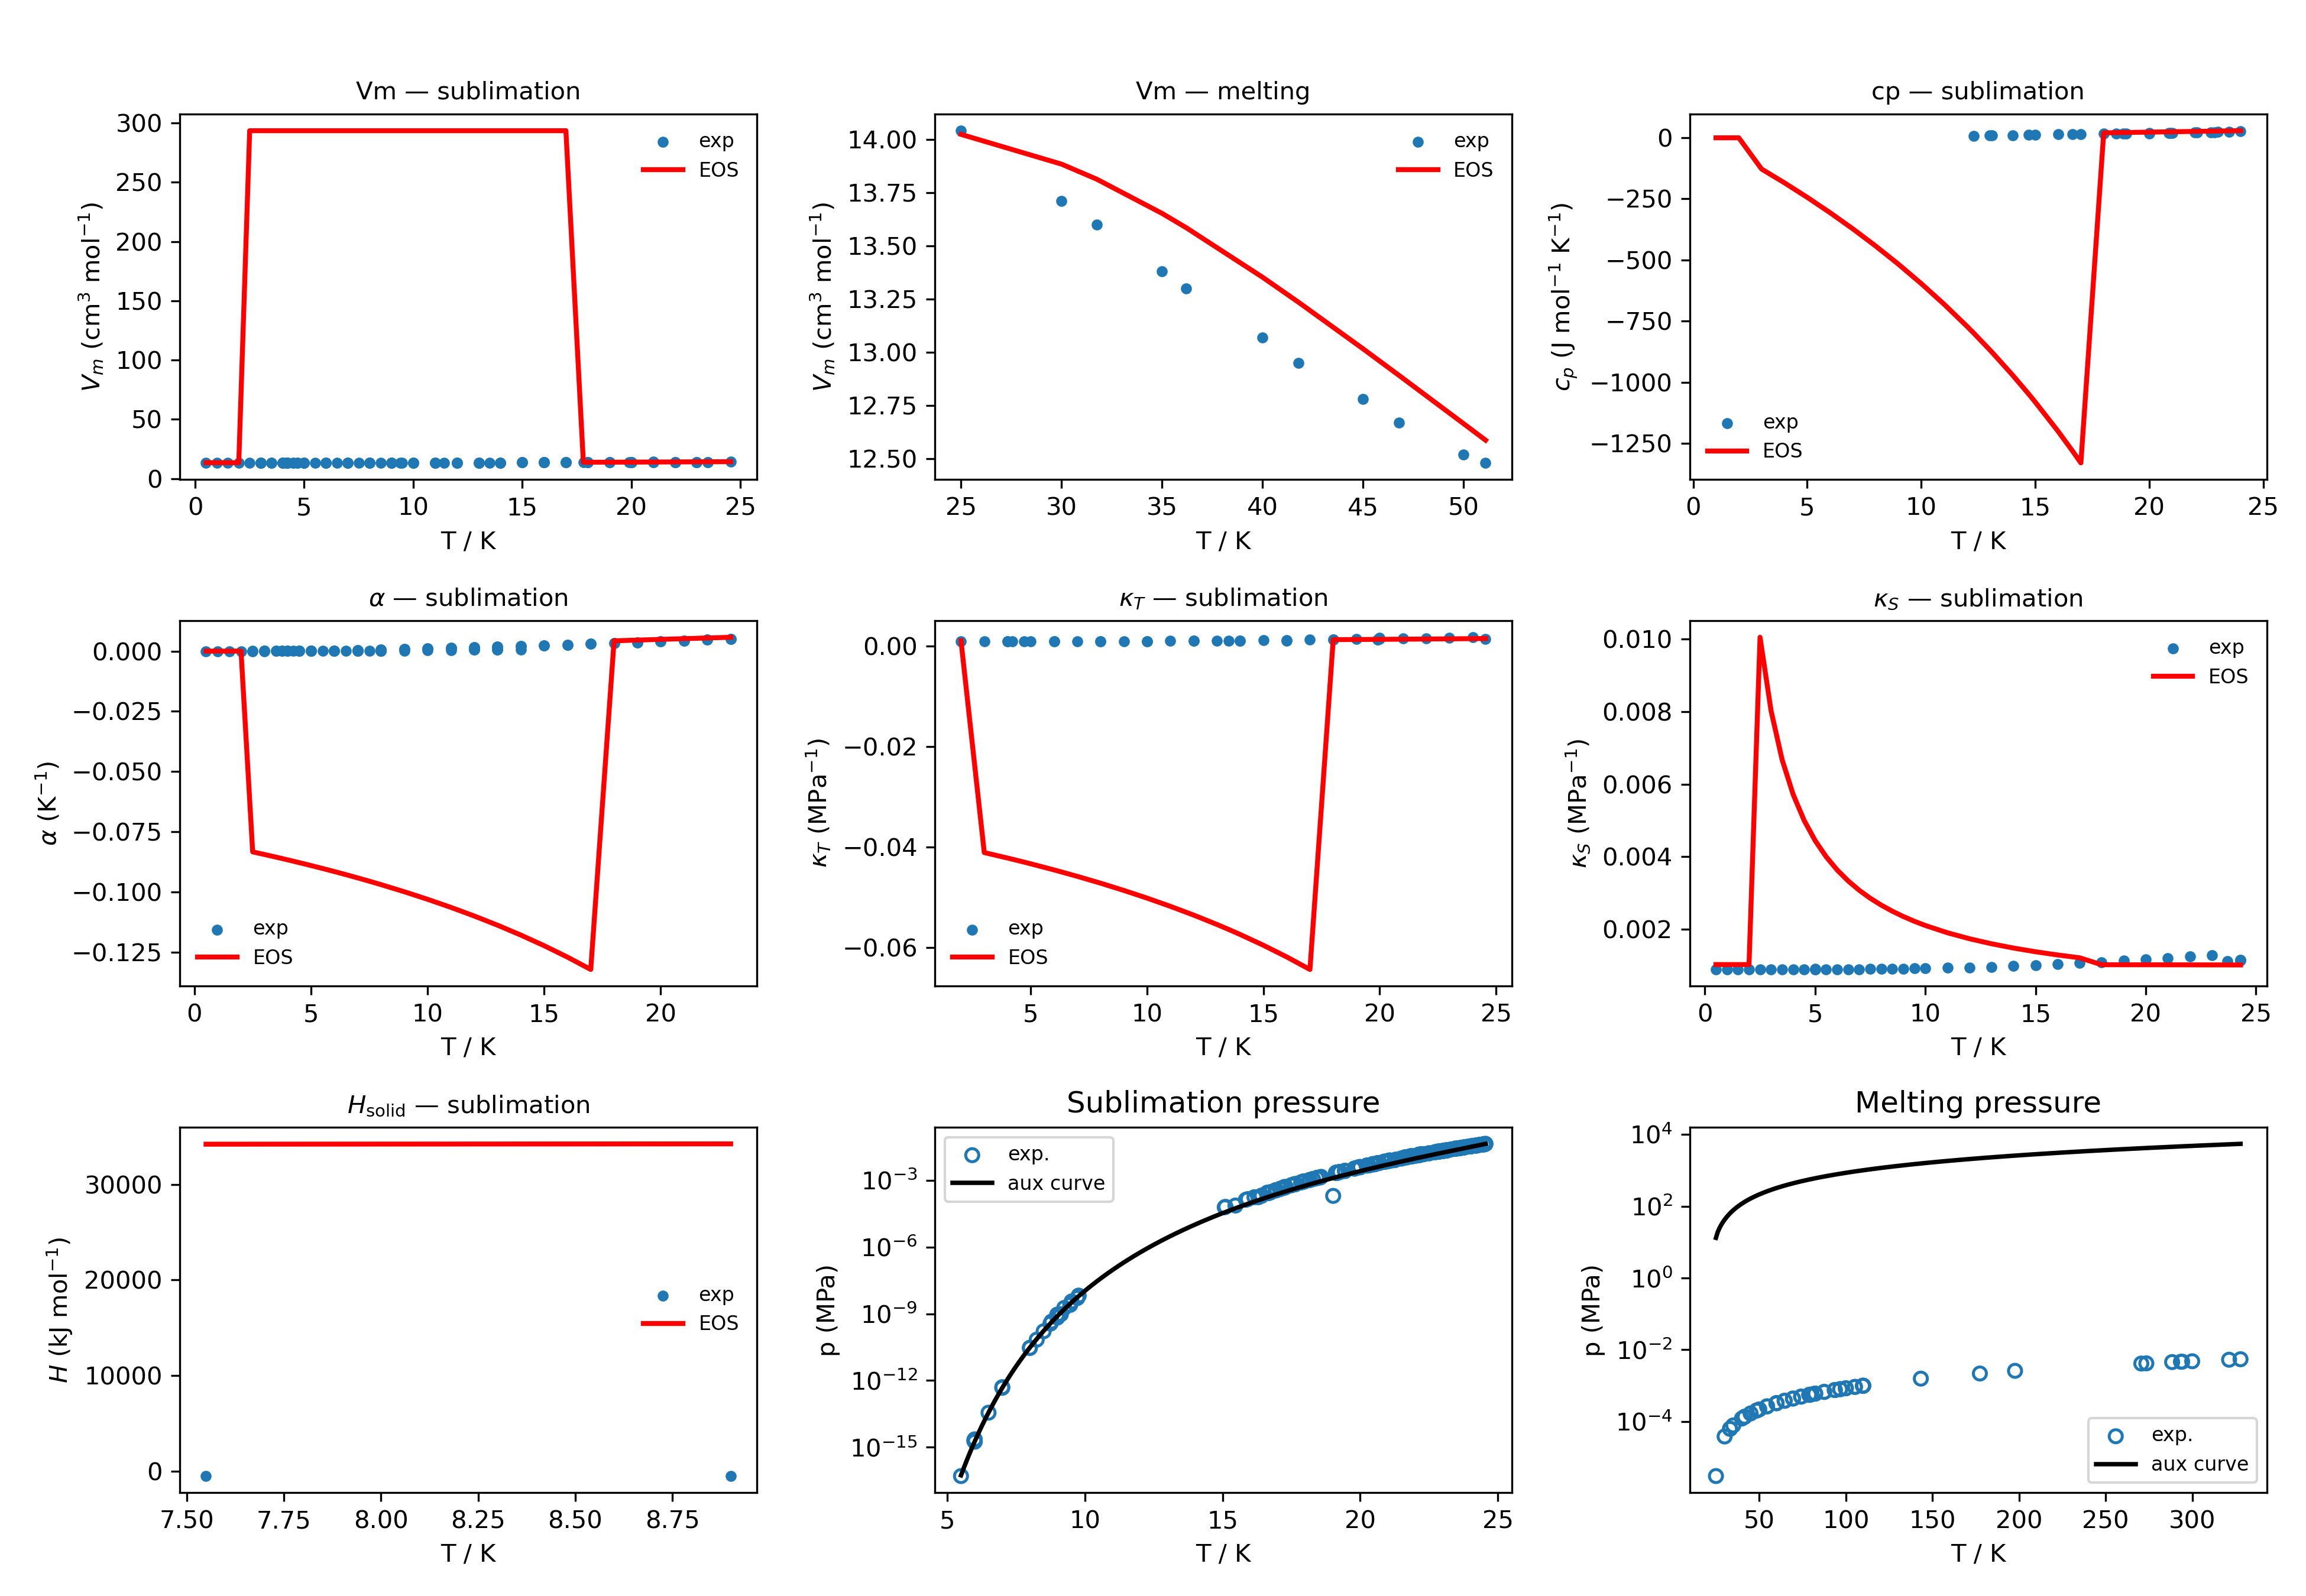 Vm — sublimation
300
250
200
150
100
50
0
0 5 10 15 20 25
T / K
Vₘ (cm³ mol⁻¹)
exp
EOS
Vm — melting
14.00
13.75
13.50
13.25
13.00
12.75
12.50
25 30 35 40 45 50
T / K
Vₘ (cm³ mol⁻¹)
exp
EOS
cp — sublimation
0
−250
−500
−750
−1000
−1250
0 5 10 15 20 25
T / K
cₚ (J mol⁻¹ K⁻¹)
exp
EOS
α — sublimation
0.000
−0.025
−0.050
−0.075
−0.100
−0.125
0 5 10 15 20
T / K
α (K⁻¹)
exp
EOS
κ_T — sublimation
0.00
−0.02
−0.04
−0.06
5 10 15 20 25
T / K
κ_T (MPa⁻¹)
exp
EOS
κ_S — sublimation
0.010
0.008
0.006
0.004
0.002
0 5 10 15 20 25
T / K
κ_S (MPa⁻¹)
exp
EOS
H_solid — sublimation
30000
20000
10000
0
7.50 7.75 8.00 8.25 8.50 8.75
T / K
H (kJ mol⁻¹)
exp
EOS
Sublimation pressure
10⁻³
10⁻⁶
10⁻⁹
10⁻¹²
10⁻¹⁵
5 10 15 20 25
T / K
p (MPa)
exp.
aux curve
Melting pressure
10⁴
10²
10⁰
10⁻²
10⁻⁴
50 100 150 200 250 300
T / K
p (MPa)
exp.
aux curve